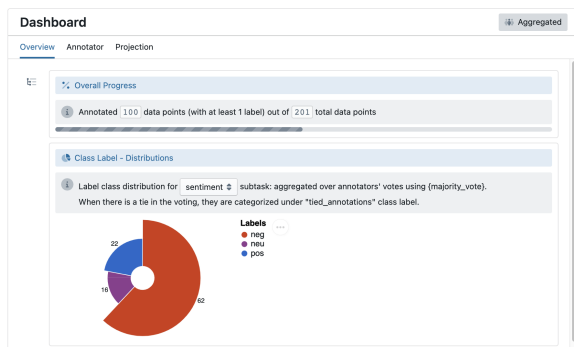 Dashboard
Aggregated
Overview Annotator Projection
Overall Progress
Annotated 100 data points (with at least 1 label) out of 201 total data points
Class Label - Distributions
Label class distribution for sentiment subtask: aggregated over annotators' votes using {majority_vote}.
When there is a tie in the voting, they are categorized under "tied_annotations" class label.
Labels
neg
neu
pos
22
16
62